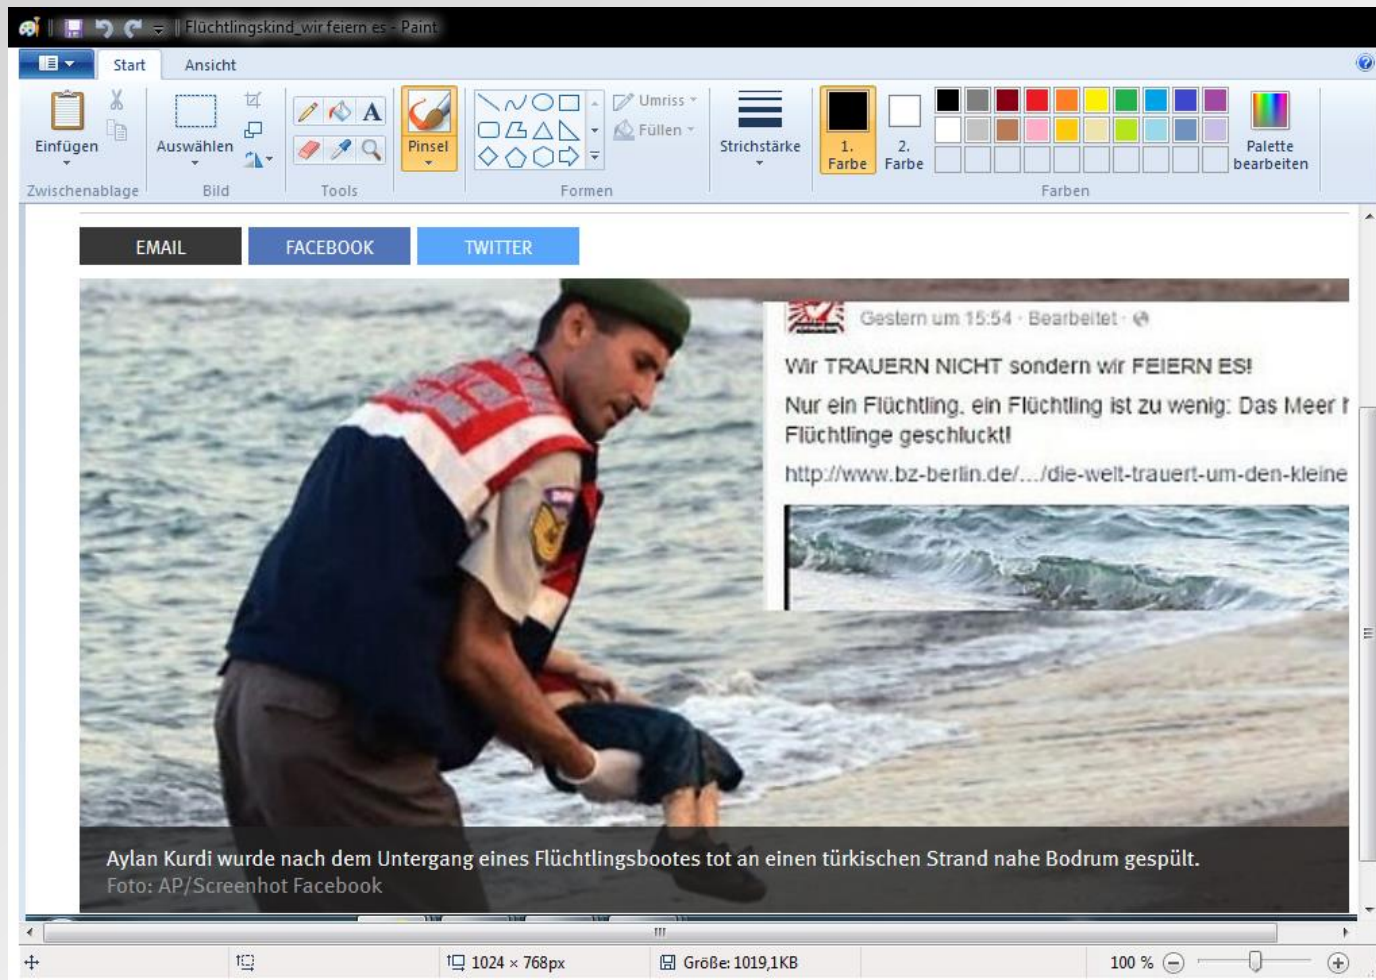 Flüchtlingskind_wir feiern es - Paint
Start Ansicht
Einfügen
Auswählen
Pinsel
Umriss
Füllen
Strichstärke
1. Farbe
2. Farbe
Palette bearbeiten
Zwischenablage Bild Tools Formen Farben
EMAIL FACEBOOK TWITTER
Gestern um 15:54 · Bearbeitet ·
Wir TRAUERN NICHT sondern wir FEIERN ES!
Nur ein Flüchtling, ein Flüchtling ist zu wenig: Das Meer
Flüchtlinge geschluckt!
http://www.bz-berlin.de/.../die-welt-trauert-um-den-kleine
Aylan Kurdi wurde nach dem Untergang eines Flüchtlingsbootes tot an einen türkischen Strand nahe Bodrum gespült.
Foto: AP/Screenhot Facebook
1024 × 768px
Größe: 1019,1KB
100 %